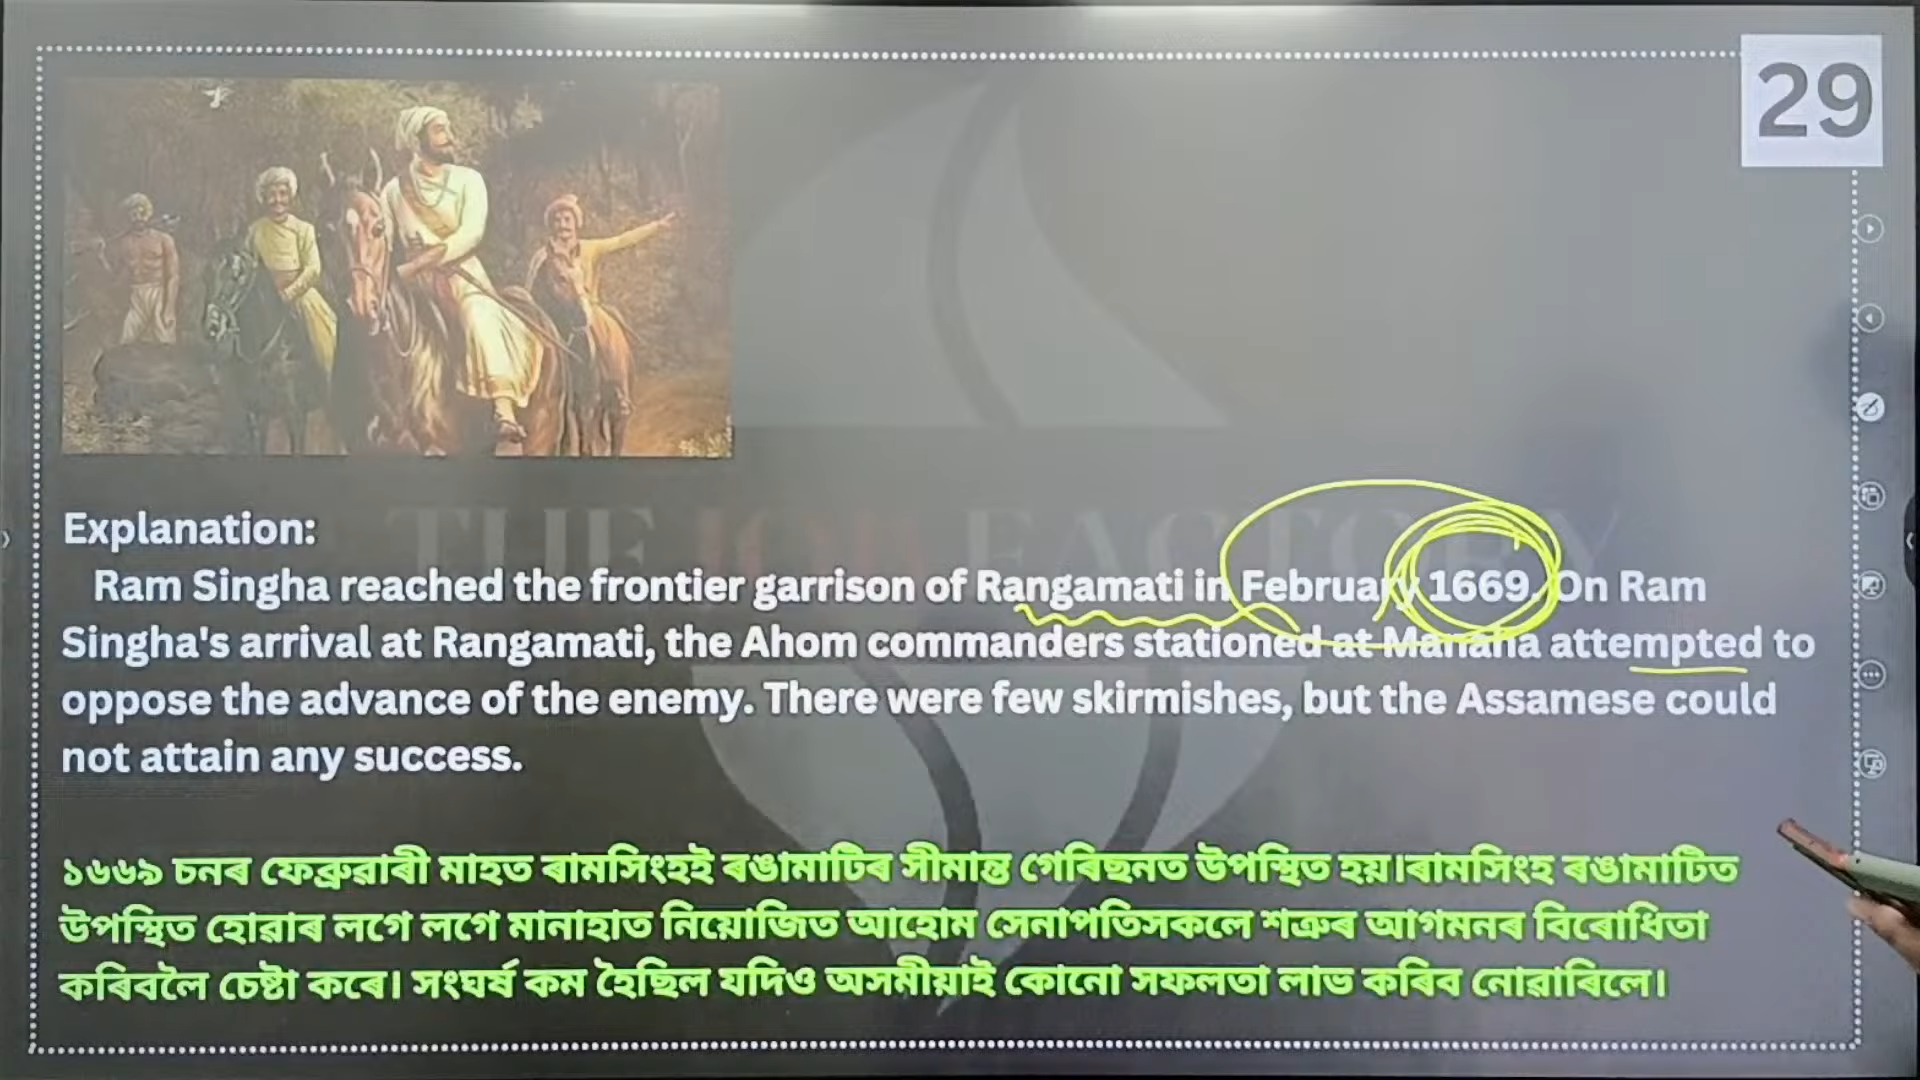 29
Explanation:
Ram Singha reached the frontier garrison of Rangamati in February 1669. On Ram
Singha's arrival at Rangamati, the Ahom commanders stationed at Manaha attempted to
oppose the advance of the enemy. There were few skirmishes, but the Assamese could
not attain any success.
THE JOB FACTORY
১৬৬৯ চনৰ ফেব্ৰুৱাৰী মাহত ৰামসিংহই ৰঙামাটিৰ সীমান্ত গেৰিছনত উপস্থিত হয়।ৰামসিংহ ৰঙামাটিত
উপস্থিত হোৱাৰ লগে লগে মানাহাত নিয়োজিত আহোম সেনাপতিসকলে শত্ৰুৰ আগমনৰ বিৰোধিতা
কৰিবলৈ চেষ্টা কৰে। সংঘৰ্ষ কম হৈছিল যদিও অসমীয়াই কোনো সফলতা লাভ কৰিব নোৱাৰিলে।